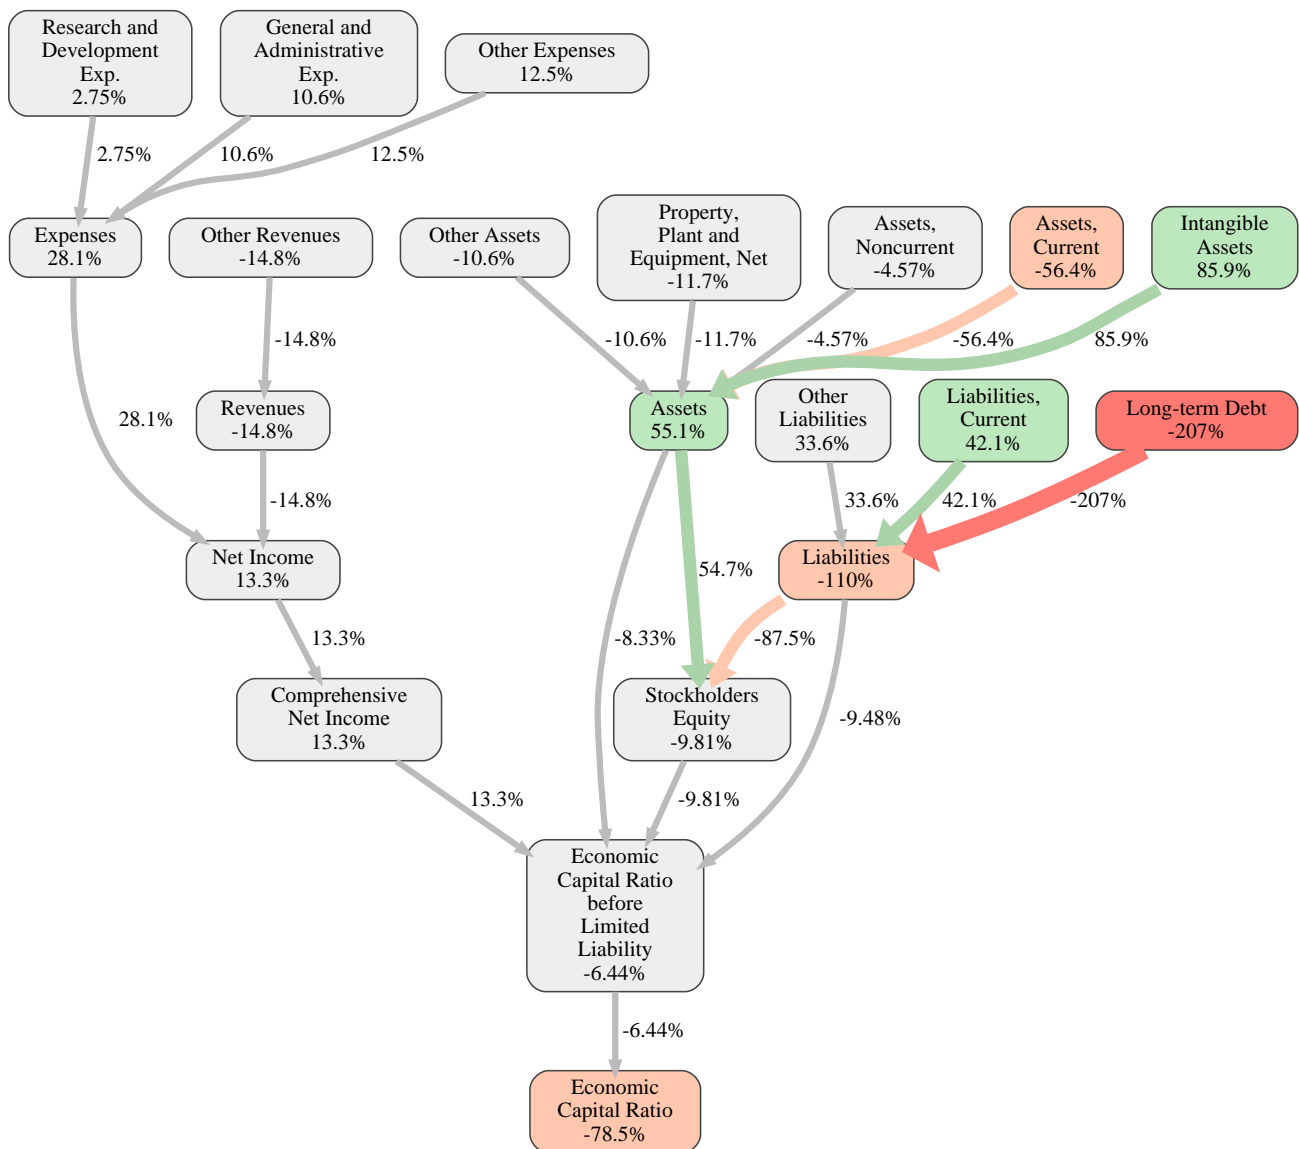 Research and
Development
Exp.
2.75%
General and
Administrative
Exp.
10.6%
Other Expenses
12.5%
2.75%
10.6%
12.5%
Expenses
28.1%
Other Revenues
-14.8%
Other Assets
-10.6%
Property,
Plant and
Equipment, Net
-11.7%
Assets,
Noncurrent
-4.57%
Assets,
Current
-56.4%
Intangible
Assets
85.9%
-14.8%
-10.6%
-11.7%
-4.57%
-56.4%
85.9%
28.1%
Revenues
-14.8%
Assets
55.1%
Other
Liabilities
33.6%
Liabilities,
Current
42.1%
Long-term Debt
-207%
-14.8%
33.6%
42.1%
-207%
Net Income
13.3%
54.7%
Liabilities
-110%
13.3%
-8.33%
-87.5%
Comprehensive
Net Income
13.3%
Stockholders
Equity
-9.81%
-9.48%
13.3%
-9.81%
Economic
Capital Ratio
before
Limited
Liability
-6.44%
-6.44%
Economic
Capital Ratio
-78.5%